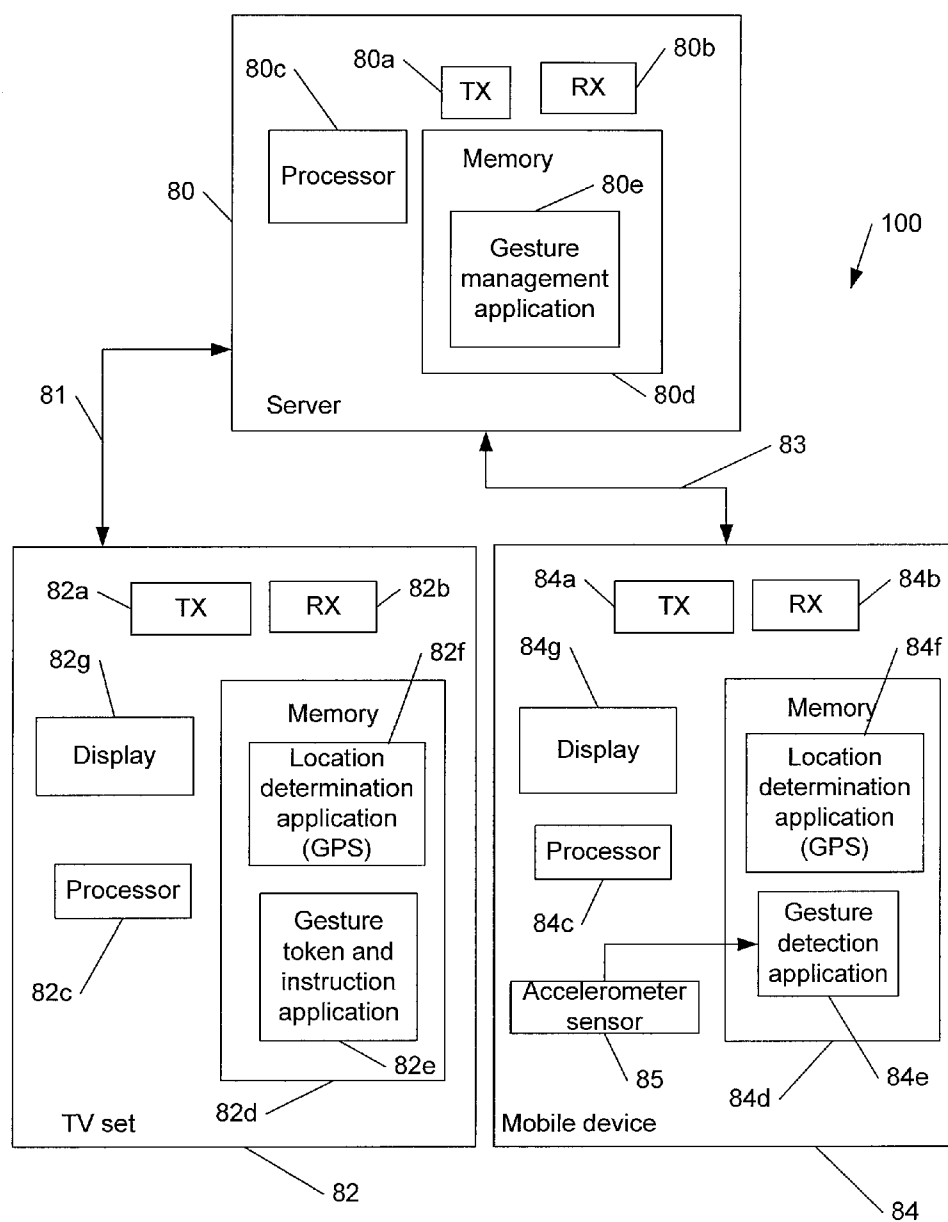 80a
80b
80c
TX
RX
Processor
Memory
80
80e
Gesture
management
application
100
80d
Server
81
83
82a
TX
RX
82b
82g
82f
Display
Memory
Location
determination
application
(GPS)
Processor
82c
Gesture
token and
instruction
application
82e
82d
TV set
82
84a
TX
RX
84b
84g
84f
Display
Memory
Location
determination
application
(GPS)
Processor
84c
Gesture
detection
application
Accelerometer
sensor
85
84e
84d
Mobile device
84